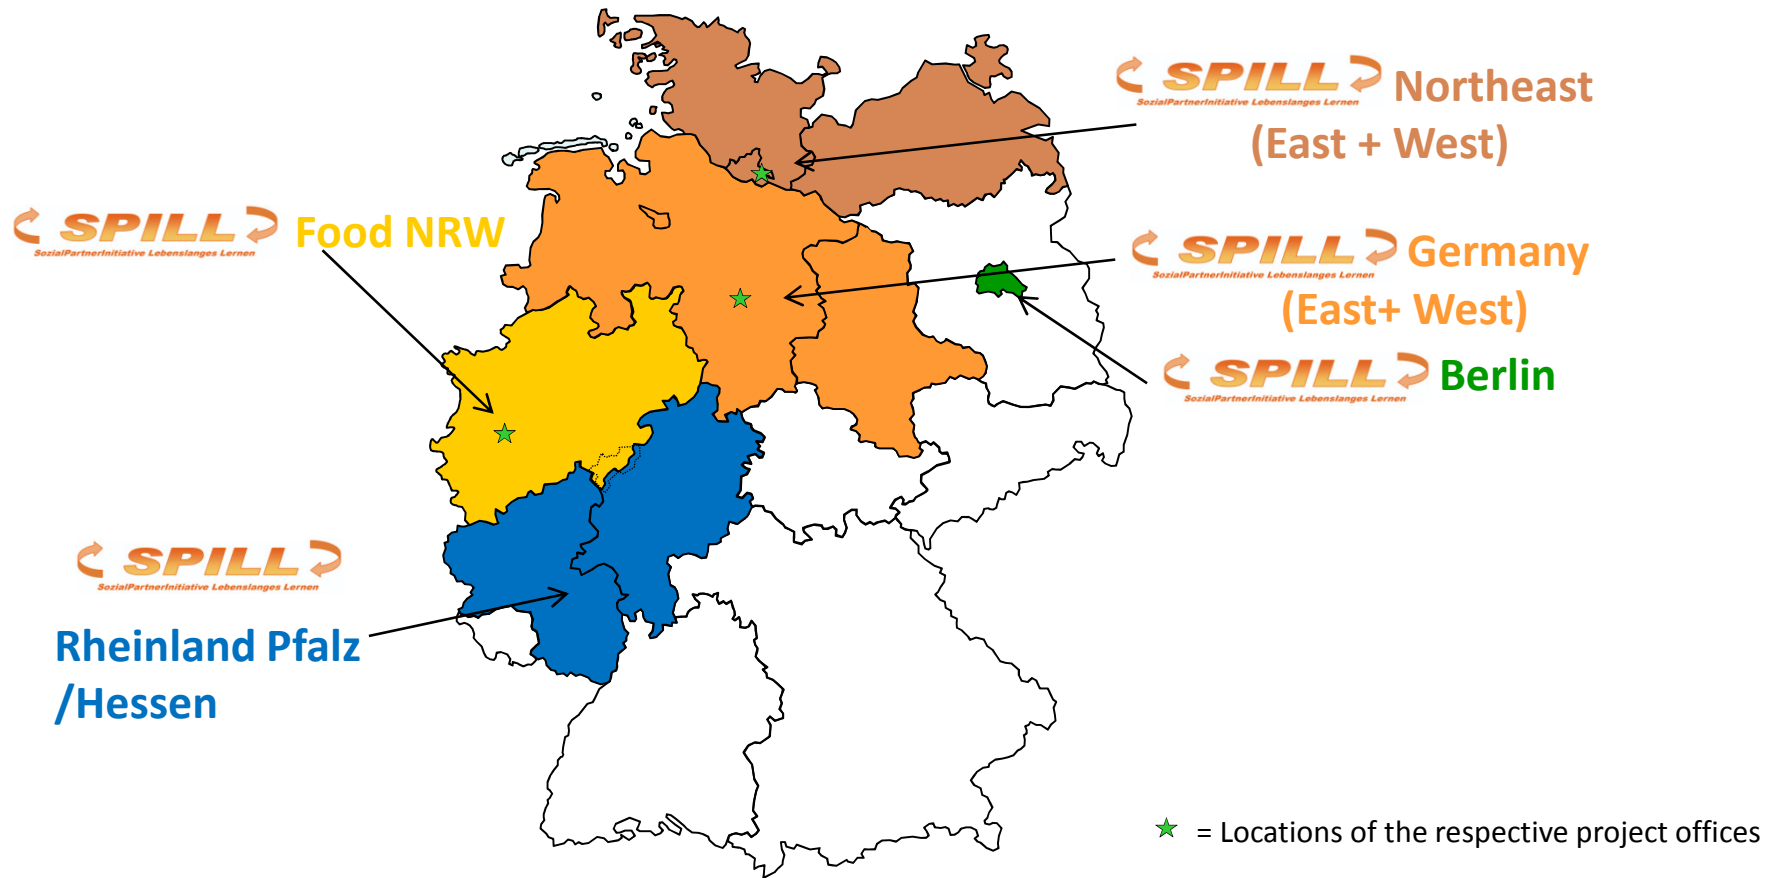 SPILL Northeast
SozialPartnerInitiative Lebenslanges Lernen
(East + West)
SPILL Food NRW
SozialPartnerInitiative Lebenslanges Lernen
SPILL Germany
SozialPartnerInitiative Lebenslanges Lernen
(East+ West)
SPILL Berlin
SozialPartnerInitiative Lebenslanges Lernen
SPILL
SozialPartnerInitiative Lebenslanges Lernen
Rheinland Pfalz
/Hessen
= Locations of the respective project offices